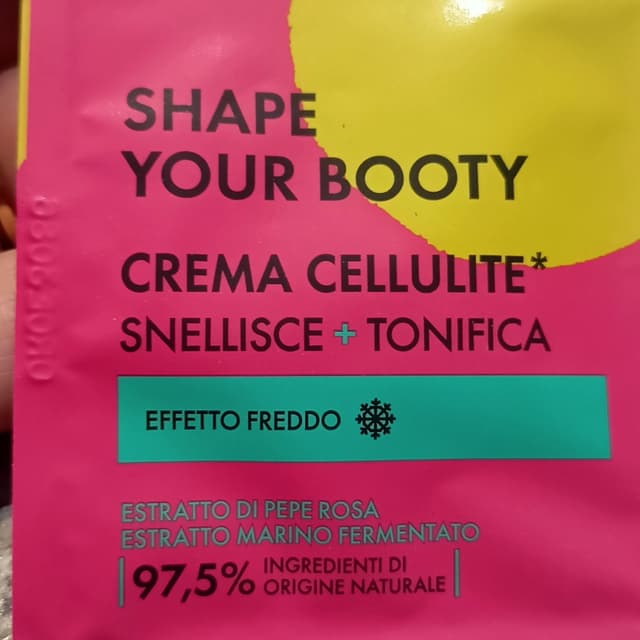 SHAPE
YOUR BOOTY
CREMA CELLULITE*
SNELLISCE + TONIFICA
EFFETTO FREDDO
ESTRATTO DI PEPE ROSA
ESTRATTO MARINO FERMENTATO
97,5% INGREDIENTI DI
ORIGINE NATURALE